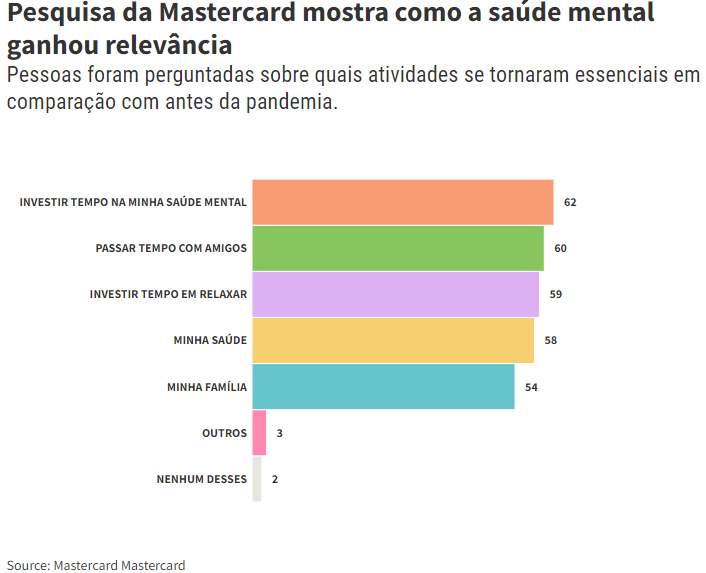 Pesquisa da Mastercard mostra como a saúde mental
ganhou relevância
Pessoas foram perguntadas sobre quais atividades se tornaram essenciais em
comparação com antes da pandemia.
INVESTIR TEMPO NA MINHA SAÚDE MENTAL 62
PASSAR TEMPO COM AMIGOS 60
INVESTIR TEMPO EM RELAXAR 59
MINHA SAÚDE 58
MINHA FAMÍLIA 54
OUTROS 3
NENHUM DESSES 2
Source: Mastercard Mastercard